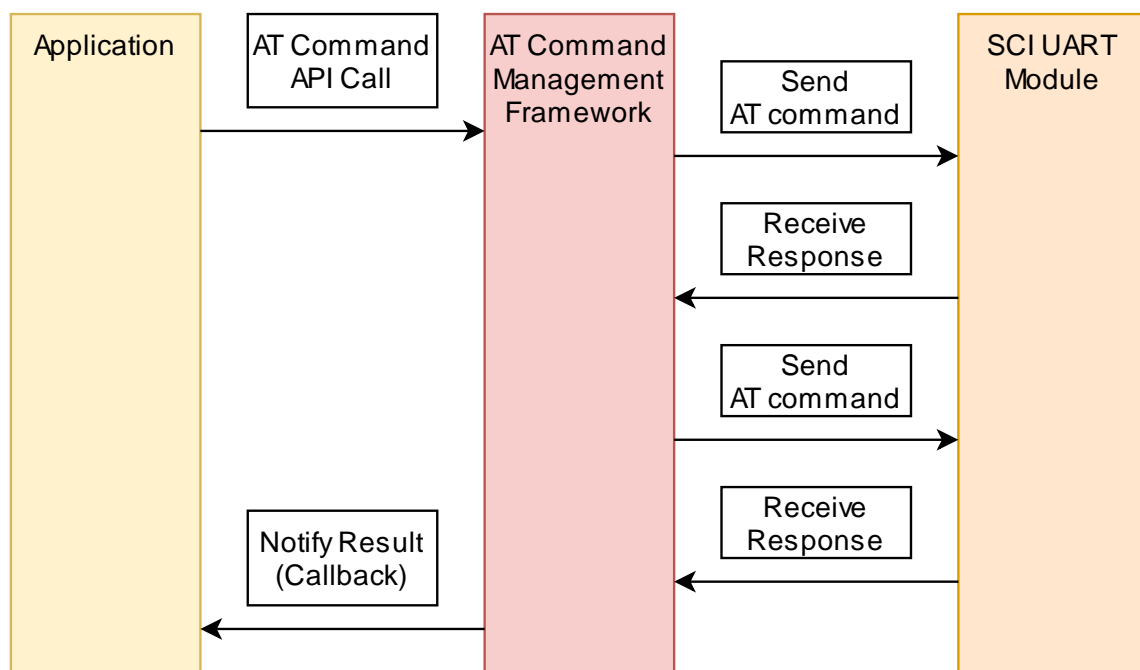 Application
AT Command
API Call
AT Command
Management
Framework
SCI UART
Module
Send
AT command
Receive
Response
Send
AT command
Receive
Response
Notify Result
(Callback)